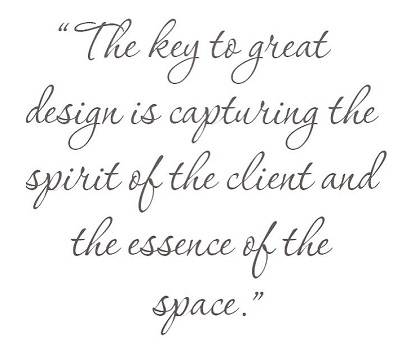 “The key to great
design is capturing the
spirit of the client and
the essence of the
space.”